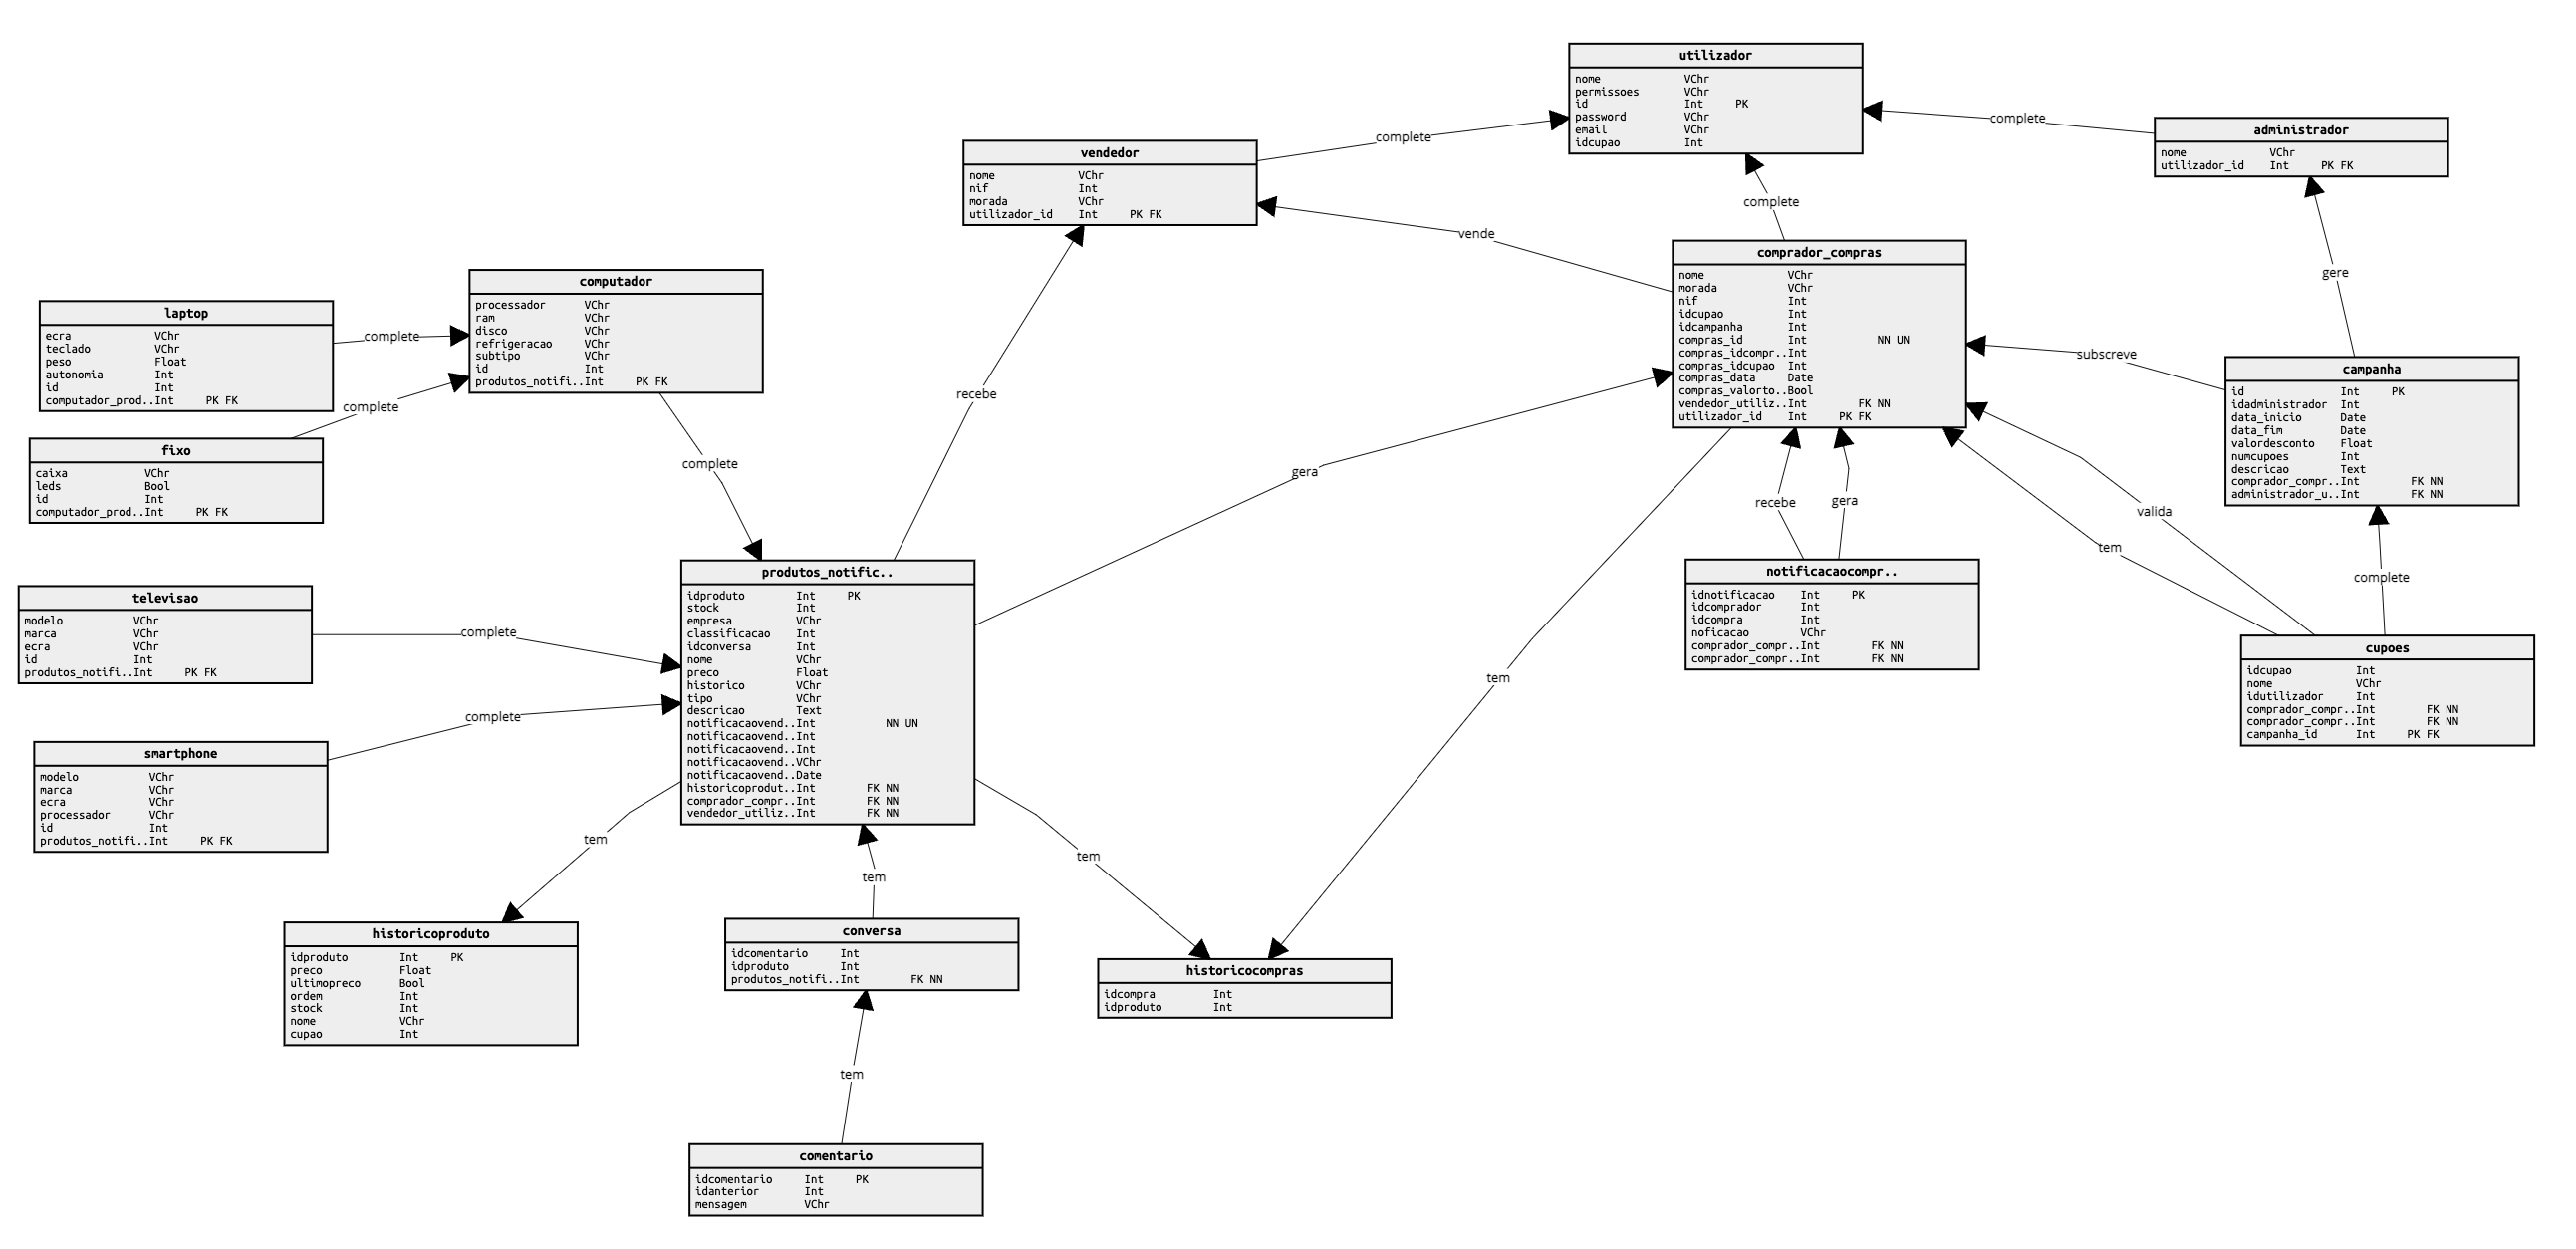 utilizador
nome VChr
permissoes VChr
id Int PK
password VChr
email VChr
idcupao Int
complete
complete
administrador
nome VChr
utilizador_id Int PK FK
vendedor
nome VChr
nif Int
morada VChr
utilizador_id Int PK FK
complete
vende
comprador_compras
nome VChr
morada VChr
nif Int
idcupao Int
idcampanha Int
compras_id Int NN UN
compras_idcompr..Int
compras_idcupao Int
compras_data Date
compras_valorto..Bool
vendedor_utiliz..Int FK NN
utilizador_id Int PK FK
gere
computador
processador VChr
ram VChr
disco VChr
refrigeracao VChr
subtipo VChr
id Int
produtos_notifi..Int PK FK
laptop
ecra VChr
teclado VChr
peso Float
autonomia Int
id Int
computador_prod..Int PK FK
complete
complete
subscreve
campanha
id Int PK
idadministrador Int
data_inicio Date
data_fim Date
valordesconto Float
numcupoes Int
descricao Text
comprador_compr..Int FK NN
administrador_u..Int FK NN
recebe
fixo
caixa VChr
leds Bool
id Int
computador_prod..Int PK FK
complete
gera
recebe
gera
valida
tem
complete
produtos_notific..
idproduto Int PK
stock Int
empresa VChr
classificacao Int
idconversa Int
nome VChr
preco Float
historico VChr
tipo VChr
descricao Text
notificacaovend..Int NN UN
notificacaovend..Int
notificacaovend..Int
notificacaovend..VChr
notificacaovend..Date
historicoprodut..Int FK NN
comprador_compr..Int FK NN
vendedor_utiliz..Int FK NN
notificacaocompr..
idnotificacao Int PK
idcomprador Int
idcompra Int
noficacao VChr
comprador_compr..Int FK NN
comprador_compr..Int FK NN
televisao
modelo VChr
marca VChr
ecra VChr
id Int
produtos_notifi..Int PK FK
complete
cupoes
idcupao Int
nome VChr
idutilizador Int
comprador_compr..Int FK NN
comprador_compr..Int FK NN
campanha_id Int PK FK
tem
complete
smartphone
modelo VChr
marca VChr
ecra VChr
processador VChr
id Int
produtos_notifi..Int PK FK
tem
tem
tem
historicoproduto
idproduto Int PK
preco Float
ultimopreco Bool
ordem Int
stock Int
nome VChr
cupao Int
conversa
idcomentario Int
idproduto Int
produtos_notifi..Int FK NN
historicocompras
idcompra Int
idproduto Int
tem
comentario
idcomentario Int PK
idanterior Int
mensagem VChr